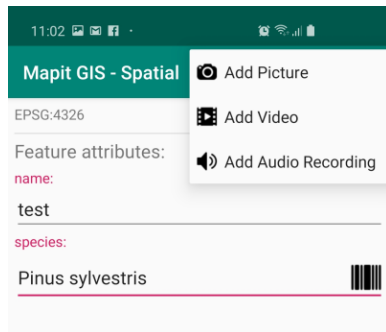 11:02
Mapit GIS - Spatial
Add Picture
Add Video
Add Audio Recording
EPSG:4326
Feature attributes:
name:
test
species:
Pinus sylvestris